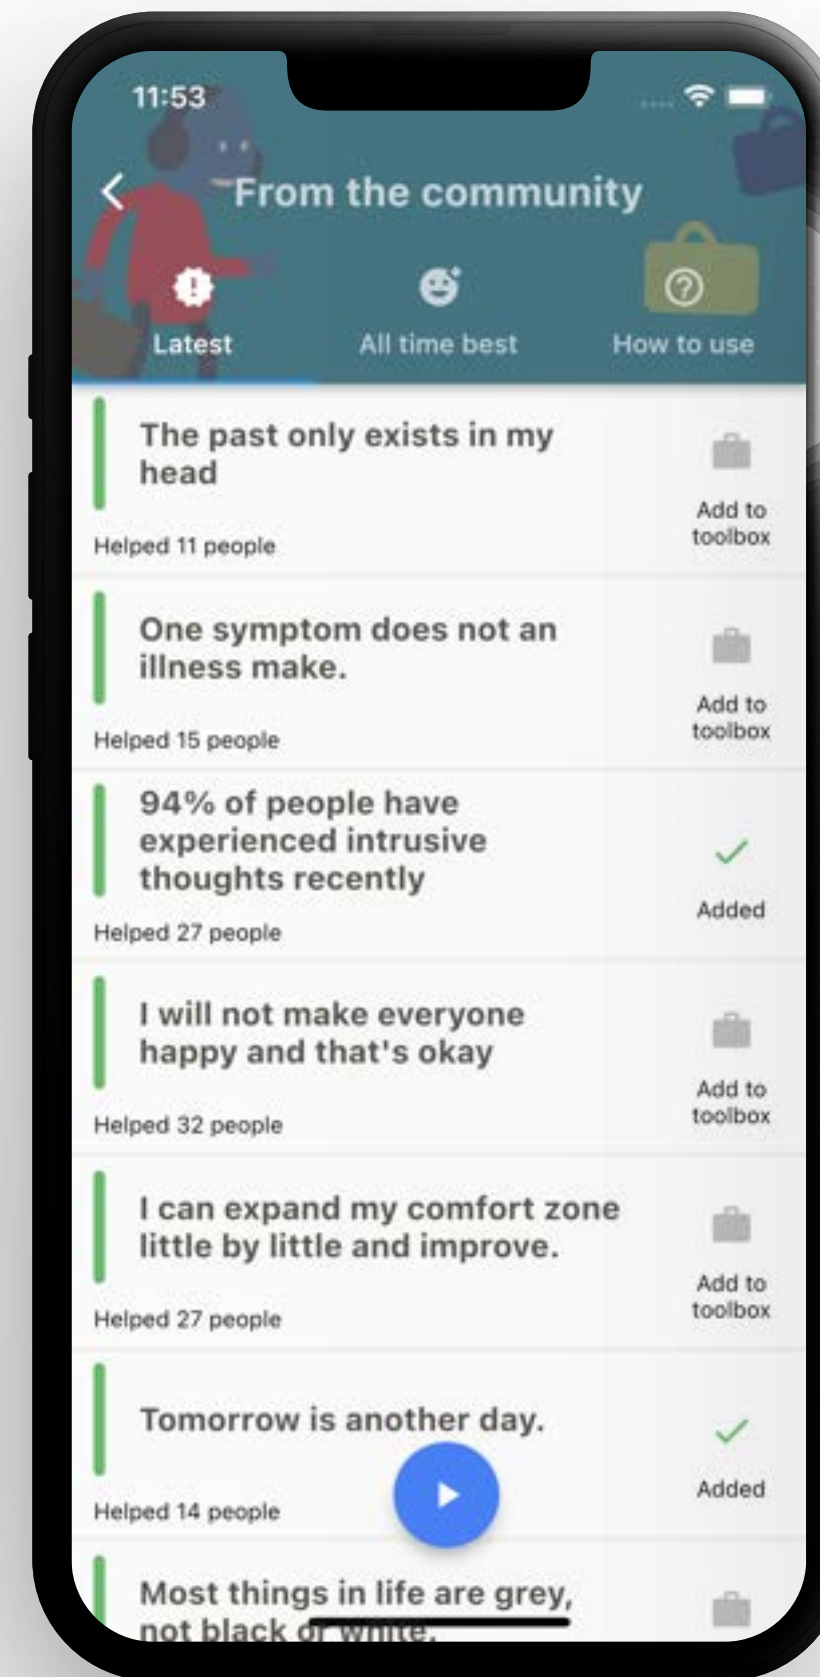 11:53
From the community
Latest
All time best
How to use
The past only exists in my
head
Add to
toolbox
Helped 11 people
One symptom does not an
illness make.
Add to
toolbox
Helped 15 people
94% of people have
experienced intrusive
thoughts recently
Added
Helped 27 people
I will not make everyone
happy and that's okay
Add to
toolbox
Helped 32 people
I can expand my comfort zone
little by little and improve.
Add to
toolbox
Helped 27 people
Tomorrow is another day.
Added
Helped 14 people
Most things in life are grey,
not black or white.